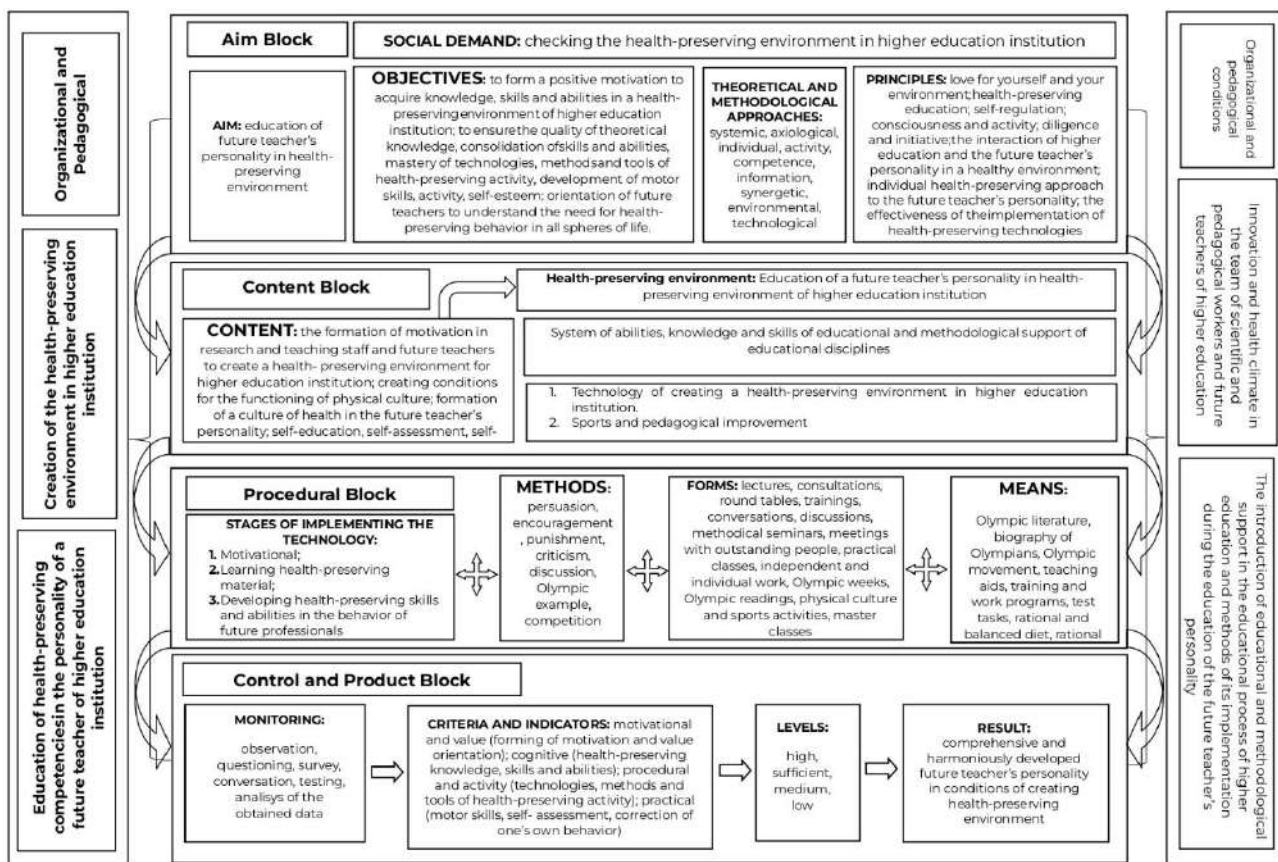 Organizational and
Pedagogical
Creation of the health-preserving
environment in higher education
institution
Education of health-preserving
competenciesin the personality of a
future teacher of higher education
institution
Aim Block
SOCIAL DEMAND: checking the health-preserving environment in higher education institution
AIM: education of
future teacher's
personality in health-
preserving
environment
OBJECTIVES: to form a positive motivation to
acquire knowledge, skills and abilities in a health-
preserving environment of higher education
institution; to ensure the quality of theoretical
knowledge, consolidation ofskills and abilities,
mastery of technologies, methodsand tools of
health-preserving activity, development of motor
skills, activity, self-esteem; orientation of future
teachers to understand the need for health-
preserving behavior in all spheres of life.
THEORETICAL AND
METHODOLOGICAL
APPROACHES:
systemic, axiological,
individual, activity,
competence,
information,
synergetic,
environmental,
technological
PRINCIPLES: love for yourself and your
environment;health-preserving
education; self-regulation;
consciousness and activity; diligence
and initiative;the interaction of higher
education and the future teacher's
personality in a healthy environment;
individual health-preserving approach
to the future teacher's personality; the
effectiveness of theimplementation of
health-preserving technologies
Content Block
Health-preserving environment: Education of a future teacher's personality in health-
preserving environment of higher education institution
CONTENT: the formation of motivation in
research and teaching staff and future teachers
to create a health- preserving environment for
higher education institution; creating conditions
for the functioning of physical culture; formation
of a culture of health in the future teacher's
personality; self-education, self-assessment, self-
System of abilities, knowledge and skills of educational and methodological support of
educational disciplines
1. Technology of creating a health-preserving environment in higher education
institution.
2. Sports and pedagogical improvement
Procedural Block
STAGES OF IMPLEMENTING THE
TECHNOLOGY:
1. Motivational;
2.Learning health-preserving
material;
3.Developing health-preserving skills
and abilities in the behavior of
future professionals
METHODS:
persuasion,
encouragement
, punishment,
criticism,
discussion,
Olympic
example,
competition
FORMS: lectures, consultations,
round tables, trainings,
conversations, discussions,
methodical seminars, meetings
with outstanding people, practical
classes, independent and
individual work, Olympic weeks,
Olympic readings, physical culture
and sports activities, master
classes
MEANS:
Olympic literature,
biography of
Olympians, Olympic
movement, teaching
aids, training and
work programs, test
tasks, rational and
balanced diet, rational
Control and Product Block
MONITORING:
observation,
questioning, survey,
conversation, testing,
analisys of the
obtained data
CRITERIA AND INDICATORS: motivational
and value (forming of motivation and value
orientation); cognitive (health-preserving
knowledge, skills and abilities); procedural
and activity (technologies, methods and
tools of health-preserving activity); practical
(motor skills, self- assessment, correction of
one's own behavior)
LEVELS:
high,
sufficient,
medium,
low
RESULT:
comprehensive and
harmoniously developed
future teacher's personality
in conditions of creating
health-preserving
environment
Organizational and
pedagogical
conditions
Innovation and health climate in
the team of scientific and
pedagogical workers and future
teachers of higher education
The introduction of educational and methodological
support in the educational process of higher
education and methods of its implementation
during the education of the future teacher's
personality